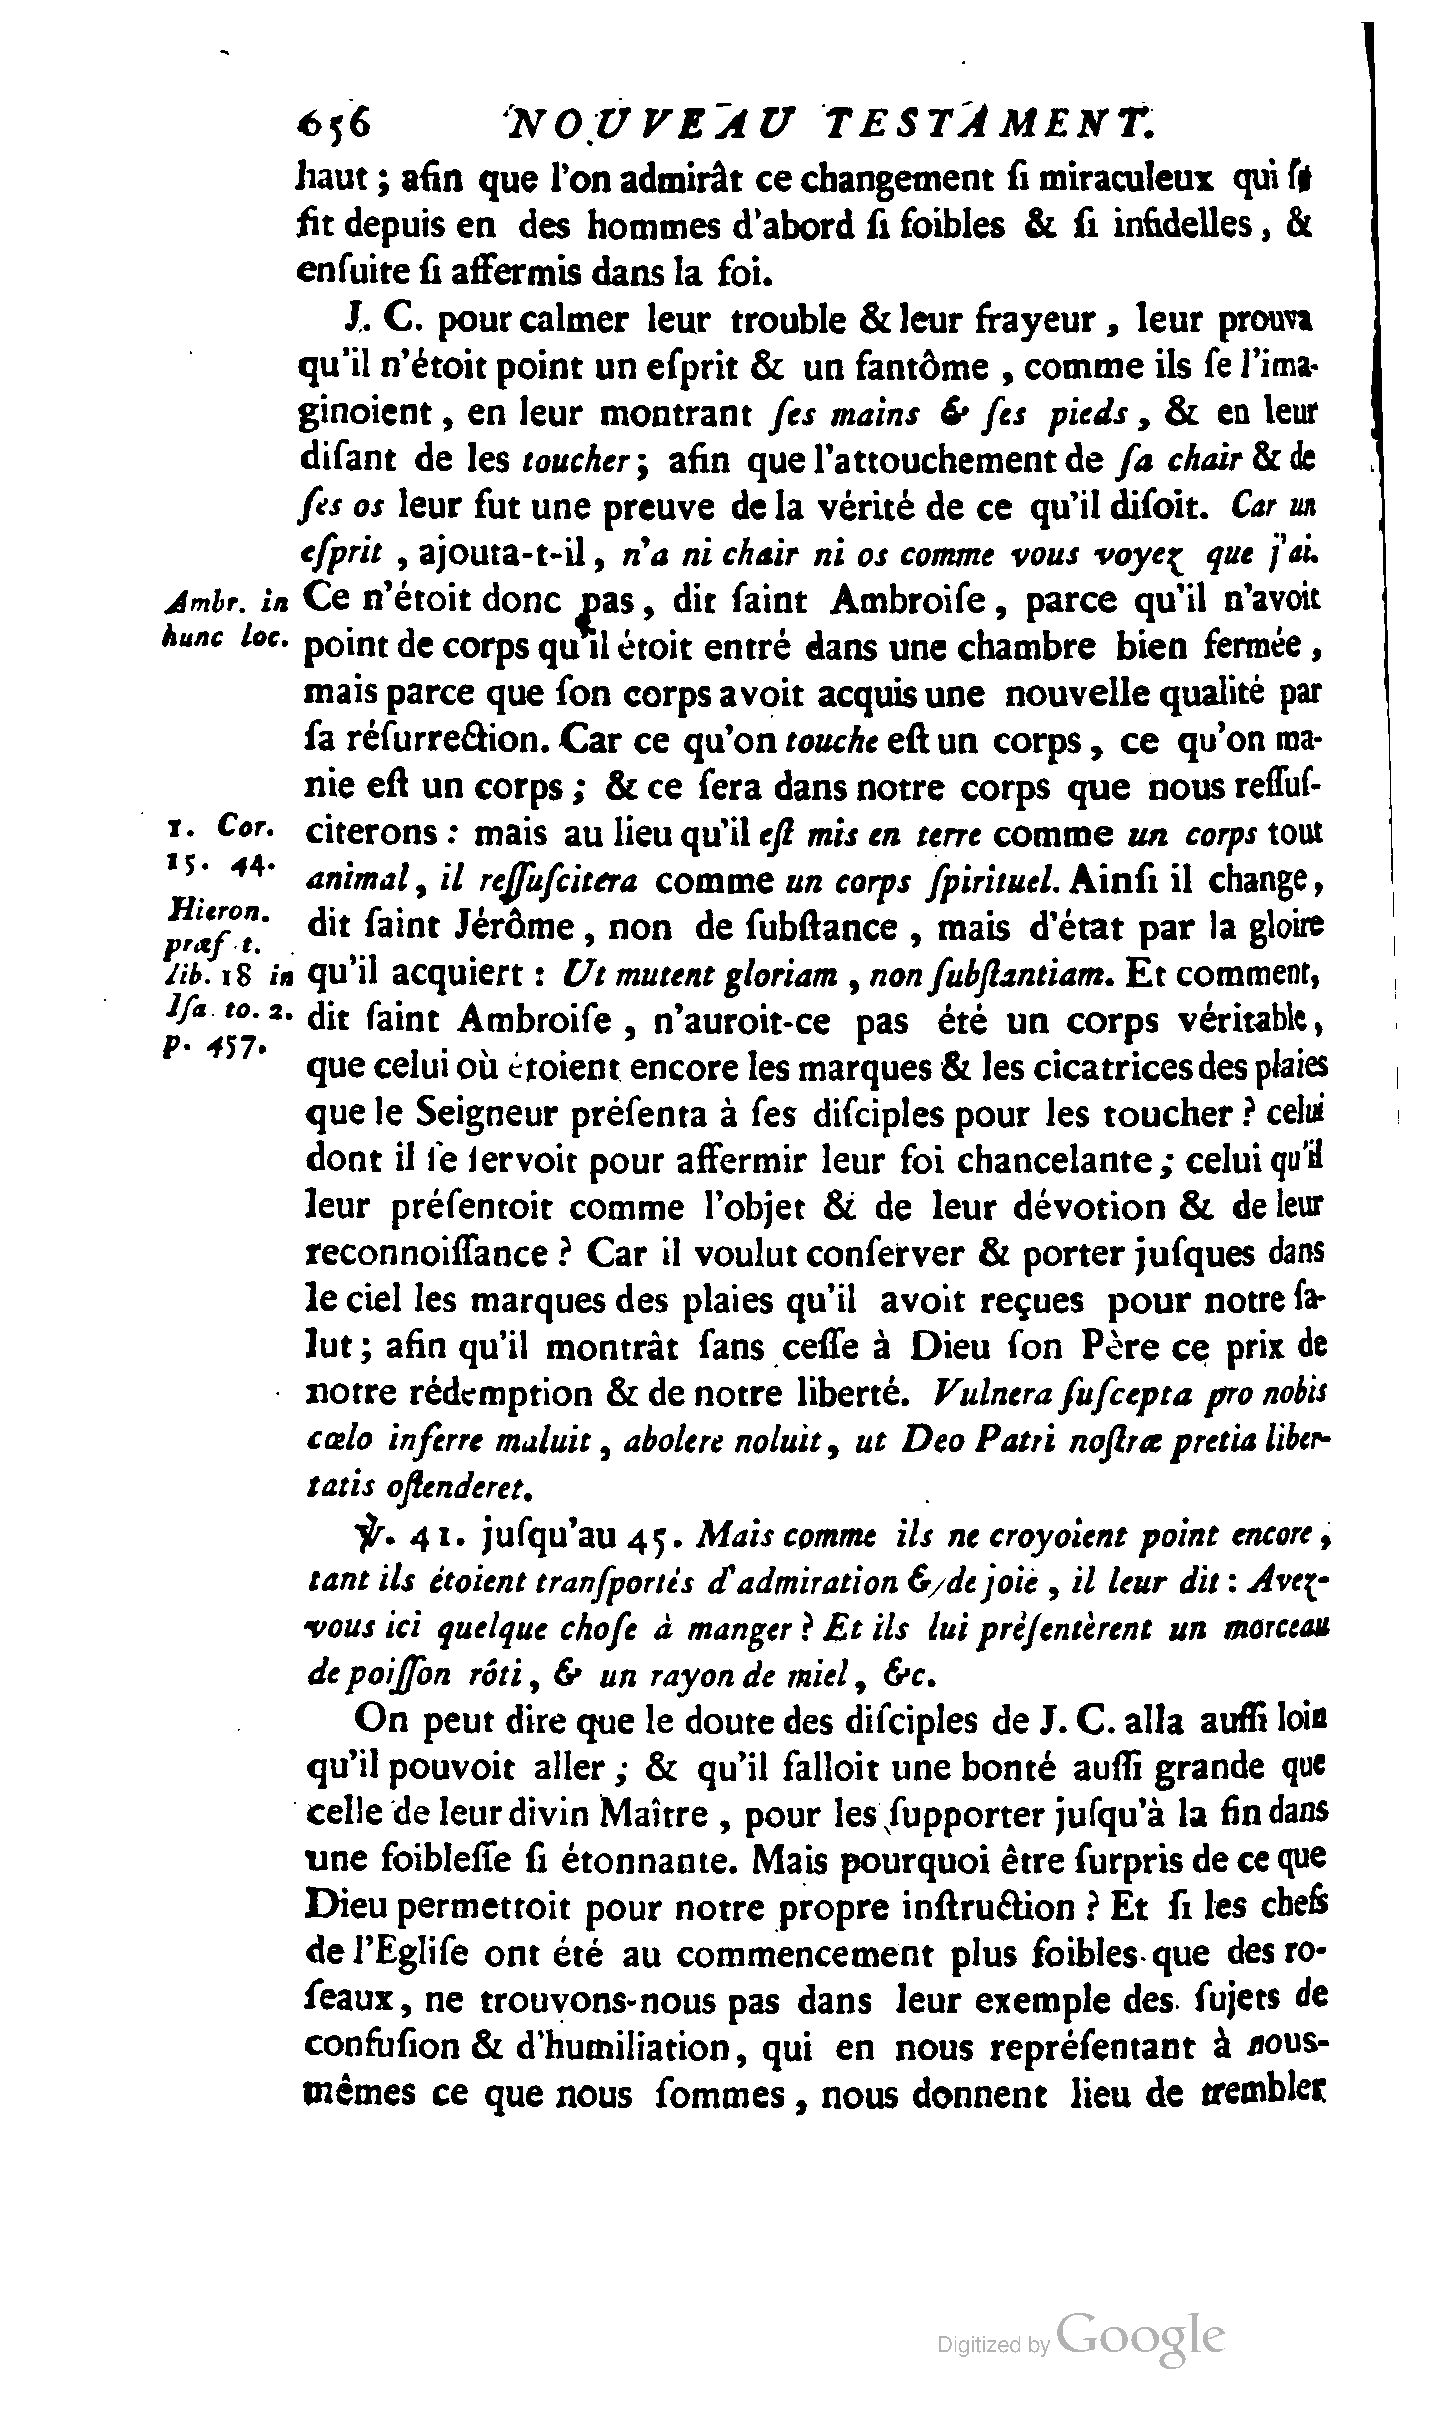 656 NOUVEAU TESTAMENT.
haut ; afin que l'on admirât ce changement ſi miraculeux qui ſe
fit depuis en des hommes d'abord ſi foibles & ſi infidelles, &
enſuite ſi affermis dans la foi.
J. C. pour calmer leur trouble & leur frayeur, leur prouva
qu'il n'étoit point un eſprit & un fantôme, comme ils ſe l'ima-
ginoient, en leur montrant ſes mains & ſes pieds, & en leur
diſant de les toucher; afin que l'attouchement de ſa chair & de
ſes os leur fut une preuve de la vérité de ce qu'il diſoit. Car un
eſprit, ajouta-t-il, n'a ni chair ni os comme vous voyez que j'ai.
Ambr. in
hunc loc.
Ce n'étoit donc pas, dit ſaint Ambroiſe, parce qu'il n'avoit
point de corps qu'il étoit entré dans une chambre bien fermée,
mais parce que ſon corps avoit acquis une nouvelle qualité par
ſa réſurrection. Car ce qu'on touche eſt un corps, ce qu'on ma-
nie eſt un corps; & ce ſera dans notre corps que nous reſſuſ-
1. Cor.
15. 44.
citerons : mais au lieu qu'il eſt mis en terre comme un corps tout
animal, il reſſuſcitera comme un corps ſpirituel. Ainſi il change,
Hieron.
præf. t.
lib. 18 in
Iſa. to. 2.
p. 457.
dit ſaint Jérôme, non de ſubſtance, mais d'état par la gloire
qu'il acquiert : Ut mutent gloriam, non ſubſtantiam. Et comment,
dit ſaint Ambroiſe, n'auroit-ce pas été un corps véritable,
que celui où étoient encore les marques & les cicatrices des plaies
que le Seigneur préſenta à ſes diſciples pour les toucher ? celui
dont il ſe ſervoit pour affermir leur foi chancelante; celui qu'il
leur préſentoit comme l'objet & de leur dévotion & de leur
reconnoiſſance ? Car il voulut conſerver & porter juſques dans
le ciel les marques des plaies qu'il avoit reçues pour notre ſa-
lut; afin qu'il montrât ſans ceſſe à Dieu ſon Père ce prix de
notre rédemption & de notre liberté. Vulnera ſuſcepta pro nobis
cœlo inferre maluit, abolere noluit, ut Deo Patri noſtræ pretia liber-
tatis oſtenderet.
℣. 41. juſqu'au 45. Mais comme ils ne croyoient point encore,
tant ils étoient tranſportés d'admiration & de joie, il leur dit : Avez-
vous ici quelque choſe à manger ? Et ils lui préſentèrent un morceau
de poiſſon rôti, & un rayon de miel, &c.
On peut dire que le doute des diſciples de J. C. alla auſſi loin
qu'il pouvoit aller ; & qu'il falloit une bonté auſſi grande que
celle de leur divin Maître, pour les ſupporter juſqu'à la fin dans
une foibleſſe ſi étonnante. Mais pourquoi être ſurpris de ce que
Dieu permettoit pour notre propre inſtruction ? Et ſi les chefs
de l'Egliſe ont été au commencement plus foibles que des ro-
ſeaux, ne trouvons-nous pas dans leur exemple des ſujets de
confuſion & d'humiliation, qui en nous repréſentant à nous-
mêmes ce que nous ſommes, nous donnent lieu de trembler
Digitized by Google